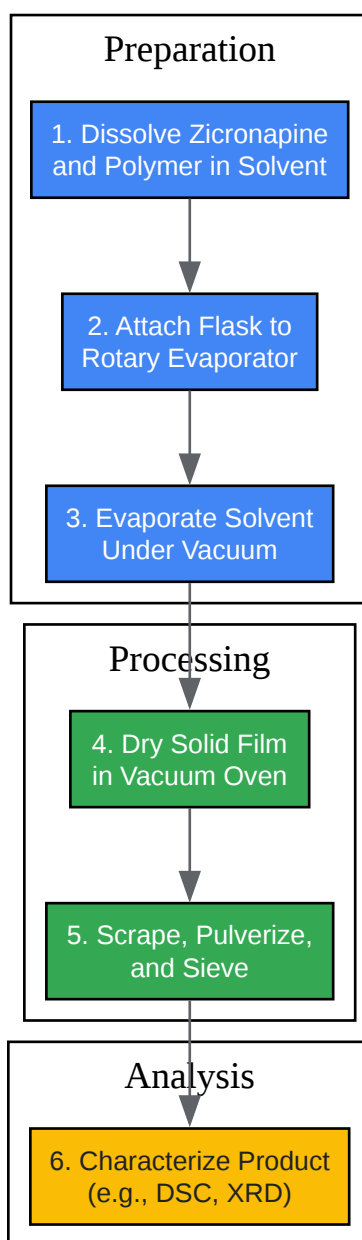 Preparation
1. Dissolve Zicronapine
and Polymer in Solvent
2. Attach Flask to
Rotary Evaporator
3. Evaporate Solvent
Under Vacuum
Processing
4. Dry Solid Film
in Vacuum Oven
5. Scrape, Pulverize,
and Sieve
Analysis
6. Characterize Product
(e.g., DSC, XRD)